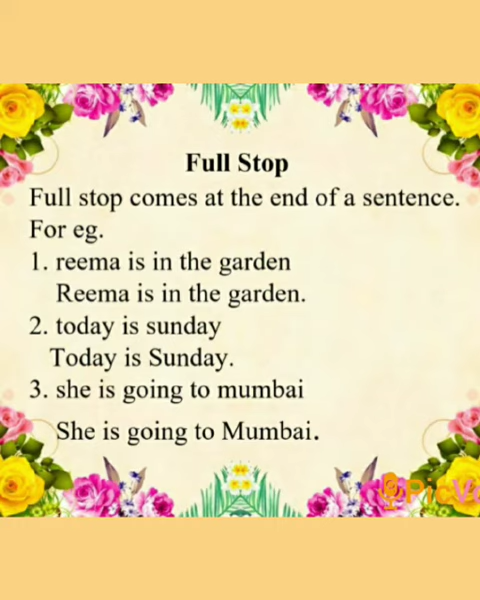 Full Stop
Full stop comes at the end of a sentence.
For eg.
1. reema is in the garden
Reema is in the garden.
2. today is sunday
Today is Sunday.
3. she is going to mumbai
She is going to Mumbai.